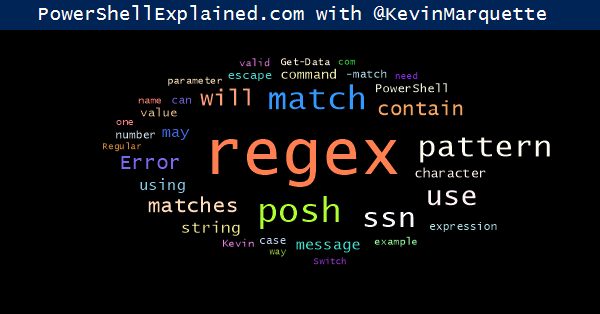 PowerShellExplained.com with @KevinMarquette
valid Get-Data com
escape command -match need
parameter will match PowerShell
name can contain
value
one
number may regex pattern
Regular
Error character
using use
matches posh ssn
string expression
Kevin case message example
way
Switch